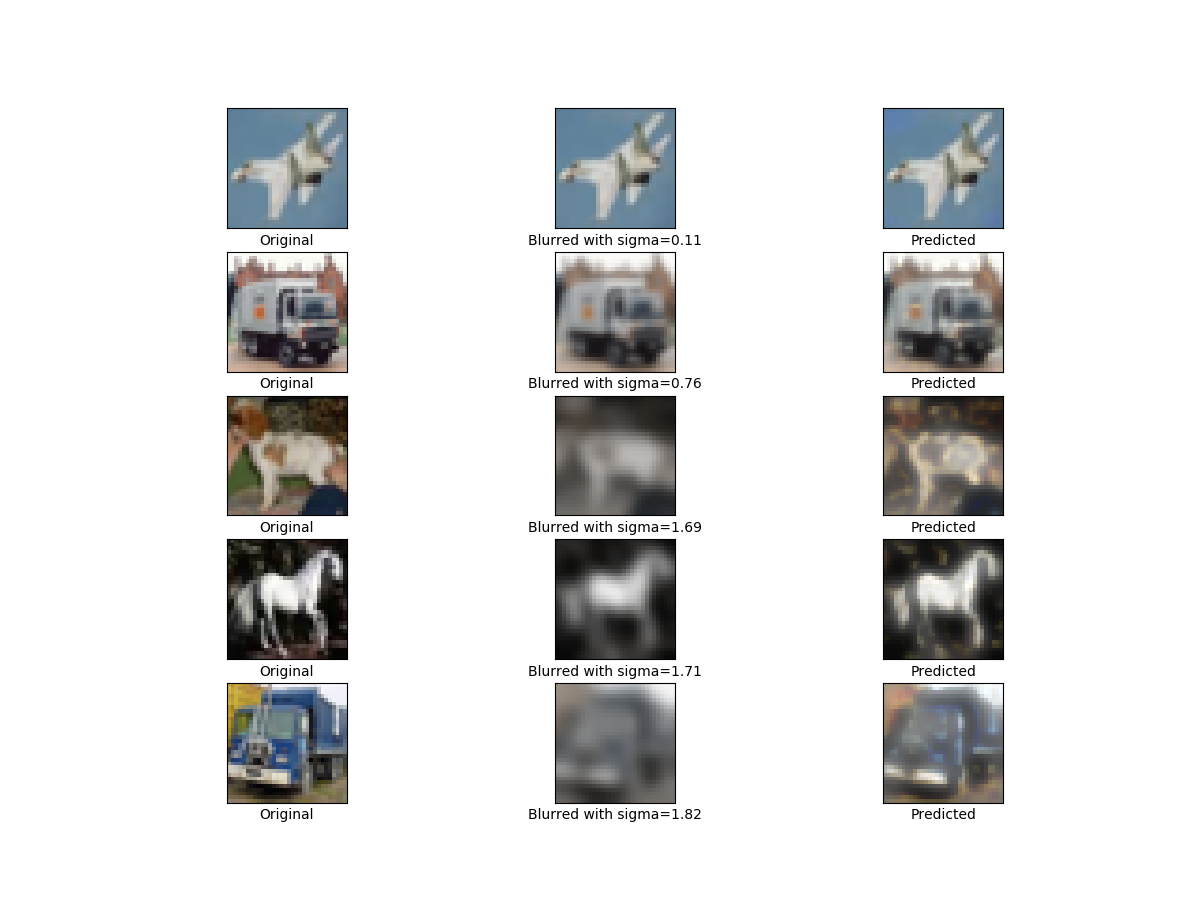 Original Blurred with sigma=0.11 Predicted
Original Blurred with sigma=0.76 Predicted
Original Blurred with sigma=1.69 Predicted
Original Blurred with sigma=1.71 Predicted
Original Blurred with sigma=1.82 Predicted